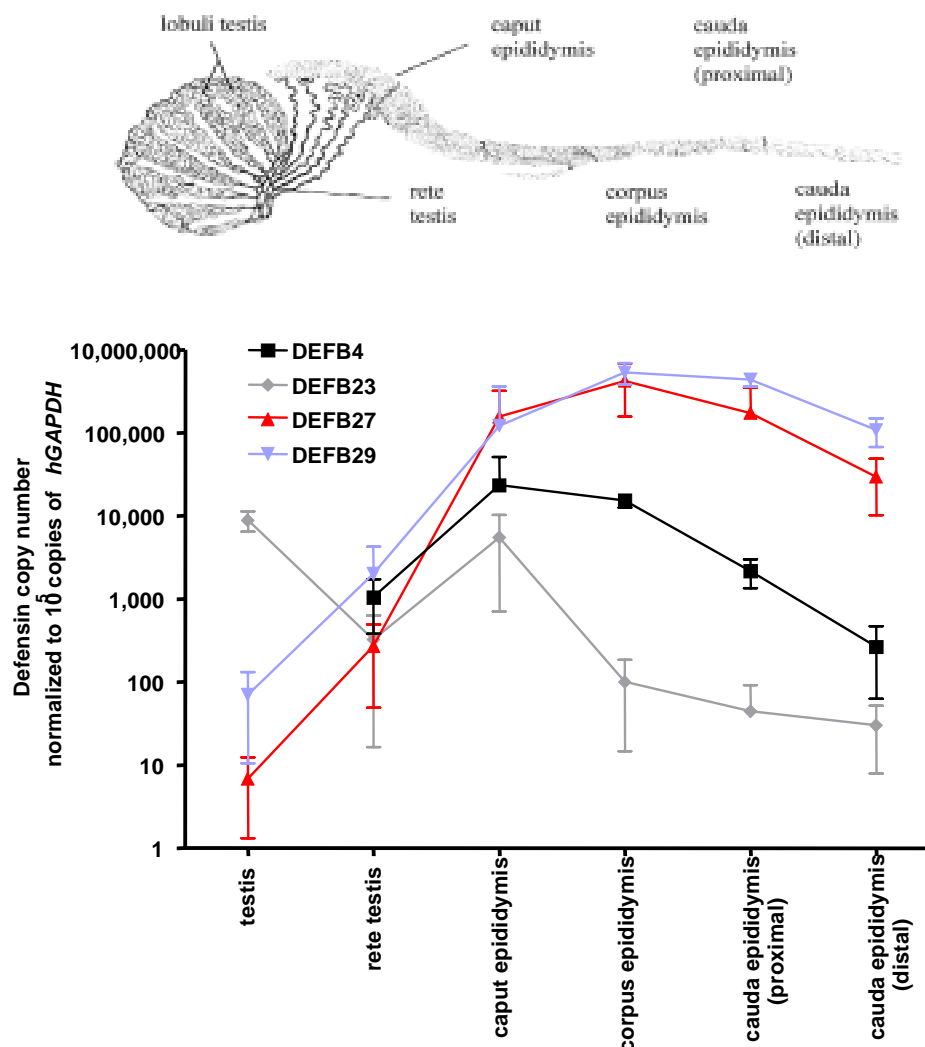 lobuli testis
caput
epididymis
cauda
epididymis
(proximal)
rete
testis
corpus
epididymis
cauda
epididymis
(distal)
10,000,000
100,000
10,000
1,000
100
10
1
DEFB4
DEFB23
DEFB27
DEFB29
Defensin copy number
normalized to 10 5 copies of hGAPDH
testis
rete testis
caput epididymis
corpus epididymis
cauda epididymis
(proximal)
cauda epididymis
(distal)